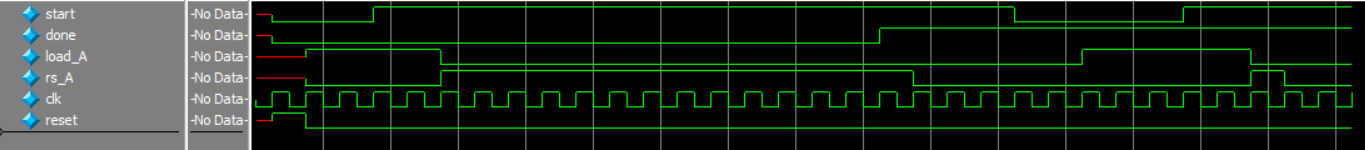 start -No Data-
done -No Data-
load_A -No Data-
rs_A -No Data-
clk -No Data-
reset -No Data-